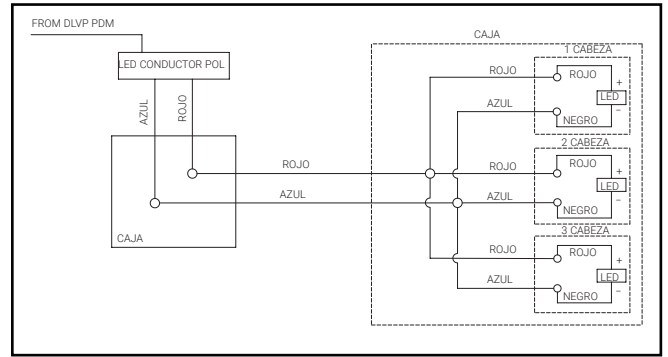 FROM DLVP PDM
LED CONDUCTOR POL
AZUL
ROJO
CAJA
ROJO
AZUL
CAJA
1 CABEZA
ROJO
ROJO
+
LED
AZUL
−
NEGRO
2 CABEZA
ROJO
ROJO
+
LED
AZUL
−
NEGRO
3 CABEZA
ROJO
ROJO
+
LED
AZUL
−
NEGRO